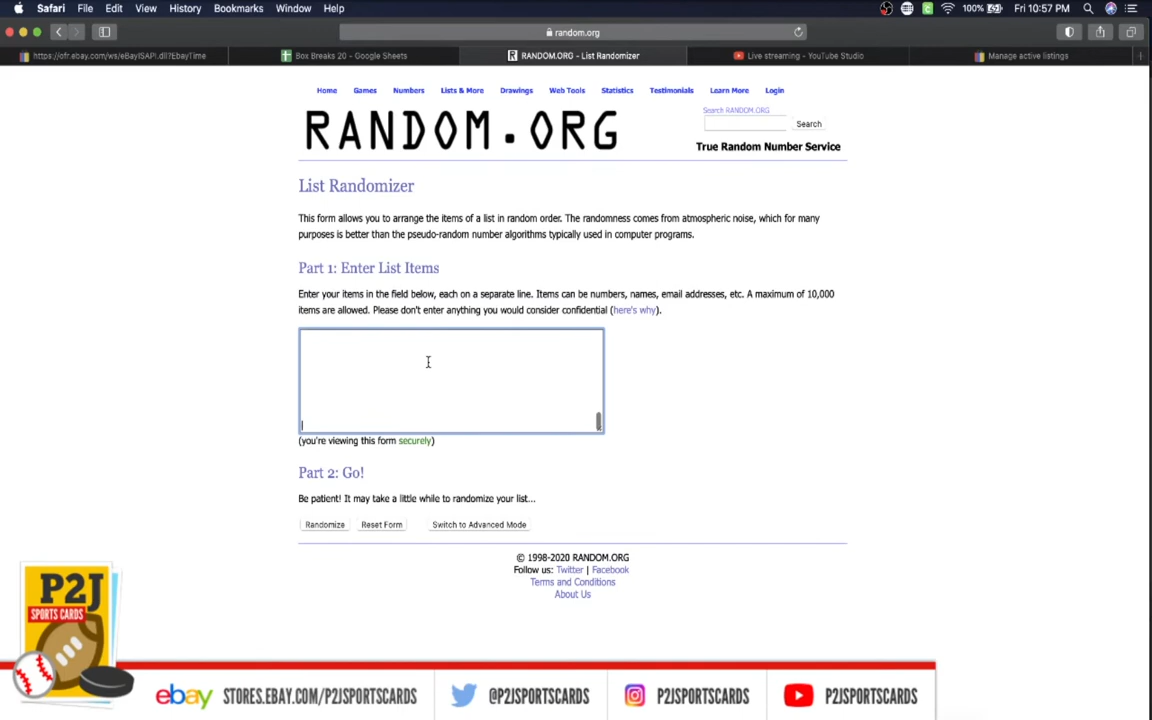 Safari File Edit View History Bookmarks Window Help 100% Fri 10:57 PM
random.org
https://ofr.ebay.com/ws/eBayISAPI.dll?EbayTime Box Breaks 20 - Google Sheets RANDOM.ORG - List Randomizer Live streaming - YouTube Studio Manage active listings
Home Games Numbers Lists & More Drawings Web Tools Statistics Testimonials Learn More Login
RANDOM.ORG
Search RANDOM.ORG
Search
True Random Number Service
List Randomizer
This form allows you to arrange the items of a list in random order. The randomness comes from atmospheric noise, which for many
purposes is better than the pseudo-random number algorithms typically used in computer programs.
Part 1: Enter List Items
Enter your items in the field below, each on a separate line. Items can be numbers, names, email addresses, etc. A maximum of 10,000
items are allowed. Please don't enter anything you would consider confidential (here's why).
(you're viewing this form securely)
Part 2: Go!
Be patient! It may take a little while to randomize your list...
Randomize Reset Form Switch to Advanced Mode
© 1998-2020 RANDOM.ORG
Follow us: Twitter | Facebook
Terms and Conditions
About Us
P2J
SPORTS CARDS
ebay STORES.EBAY.COM/P2JSPORTSCARDS @P2JSPORTSCARDS P2JSPORTSCARDS P2JSPORTSCARDS